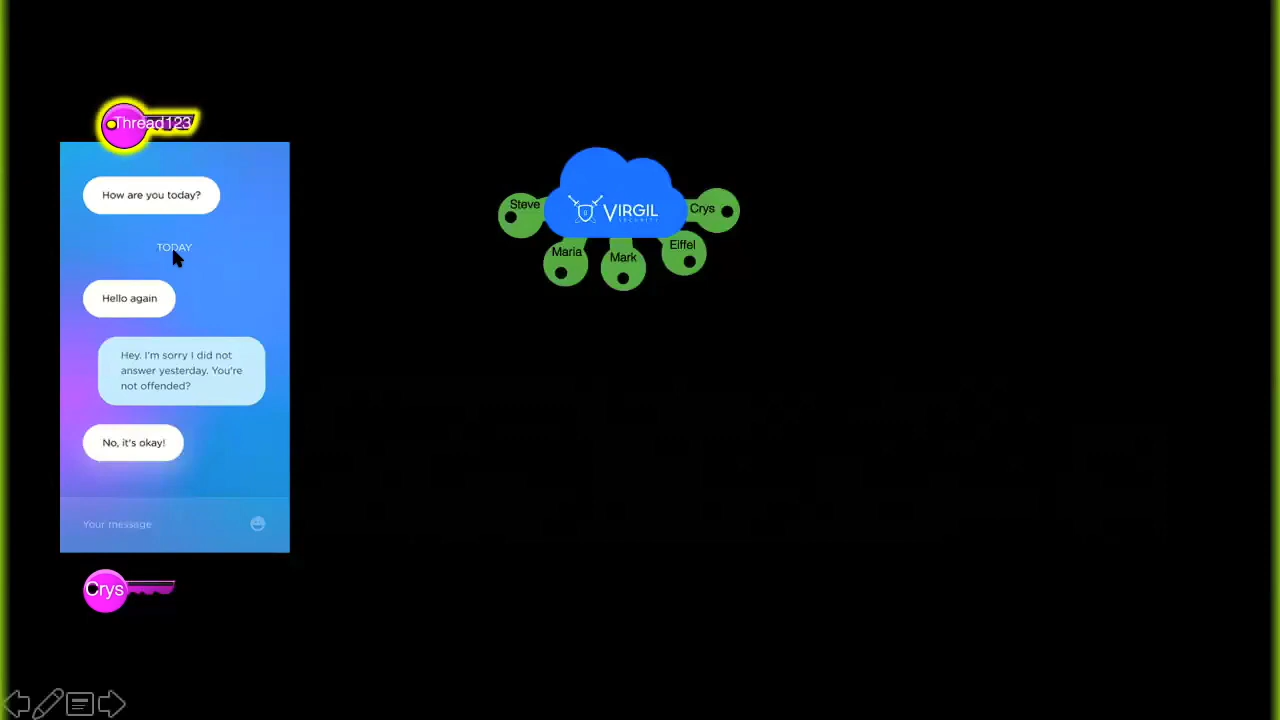 Thread123
How are you today?
TODAY
Hello again
Hey. I'm sorry I did not
answer yesterday. You're
not offended?
No, it's okay!
Your message
Crys
Steve
VIRGIL
SECURITY
Crys
Maria
Mark
Eiffel